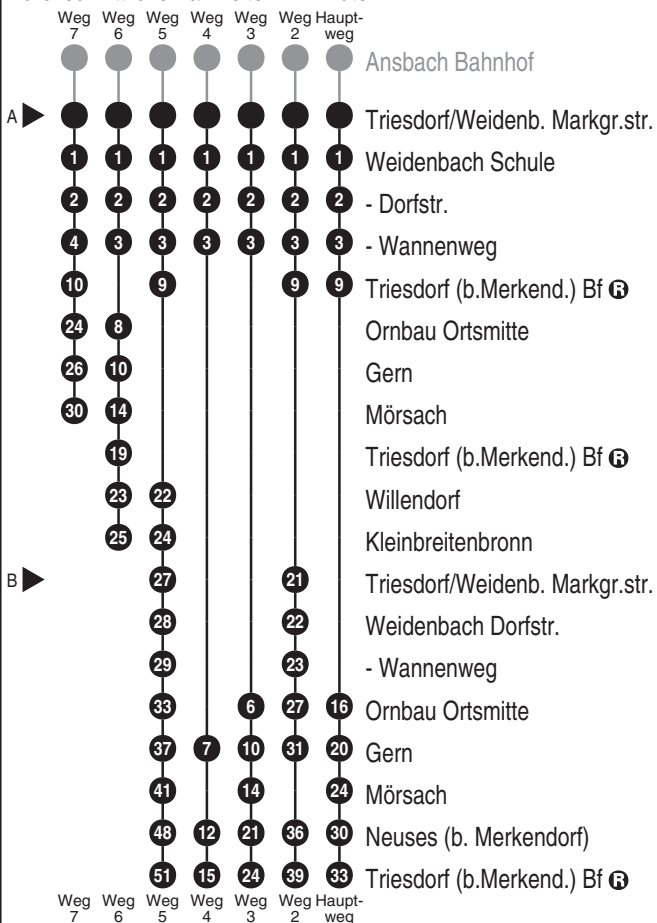 Weg Weg Weg Weg Weg Weg Haupt-
7 6 5 4 3 2 weg
Ansbach Bahnhof
A Triesdorf/Weidenb. Markgr.str.
1 1 1 1 1 1 1 Weidenbach Schule
2 2 2 2 2 2 2 - Dorfstr.
4 3 3 3 3 3 3 - Wannenweg
10 9 9 9 Triesdorf (b.Merkend.) Bf R
24 8 Ornbau Ortsmitte
26 10 Gern
30 14 Mörsach
19 Triesdorf (b.Merkend.) Bf R
23 22 Willendorf
25 24 Kleinbreitenbronn
B 27 21 Triesdorf/Weidenb. Markgr.str.
28 22 Weidenbach Dorfstr.
29 23 - Wannenweg
33 6 27 16 Ornbau Ortsmitte
37 7 10 31 20 Gern
41 14 24 Mörsach
48 12 21 36 30 Neuses (b. Merkendorf)
51 15 24 39 33 Triesdorf (b.Merkend.) Bf R
Weg Weg Weg Weg Weg Weg Haupt-
7 6 5 4 3 2 weg